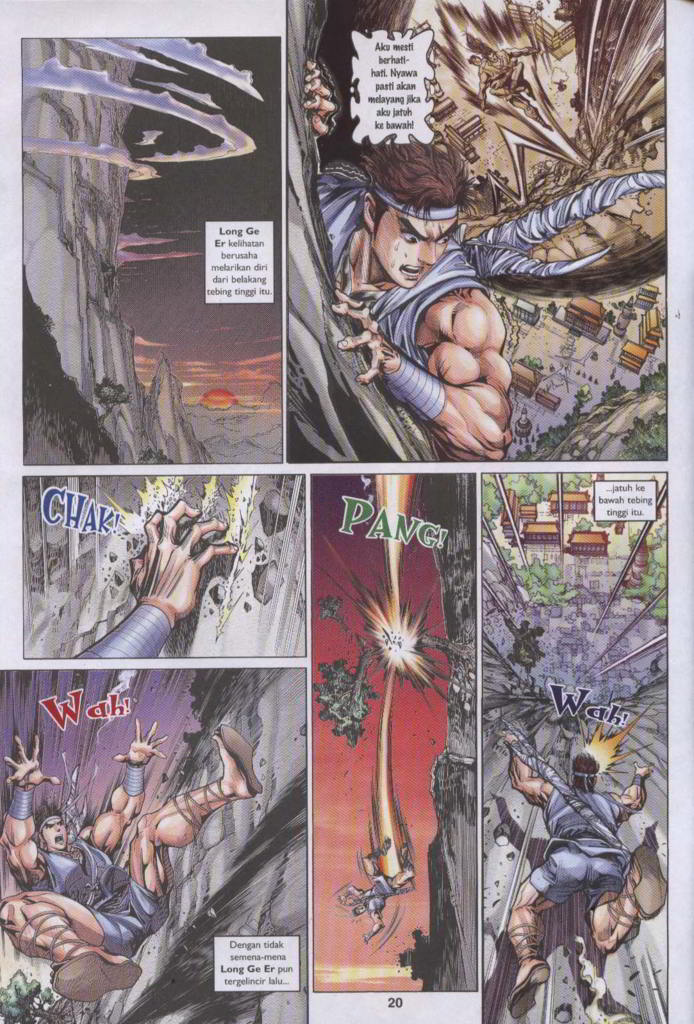 Long Ge
Er kelihatan
berusaha
melarikan diri
dari belakang
tebing tinggi itu.
Aku mesti
berhati-
hati. Nyawa
pasti akan
melayang jika
aku jatuh
ke bawah!
CHAK!
WAH!
Dengan tidak
semena-mena
Long Ge Er pun
tergelincir lalu...
PANG!
...jatuh ke
bawah tebing
tinggi itu.
WAH!
20